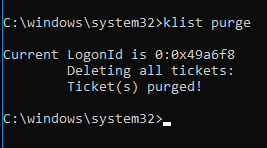 C:\windows\system32>klist purge
Current LogonId is 0:0x49a6f8
Deleting all tickets:
Ticket(s) purged!
C:\windows\system32>